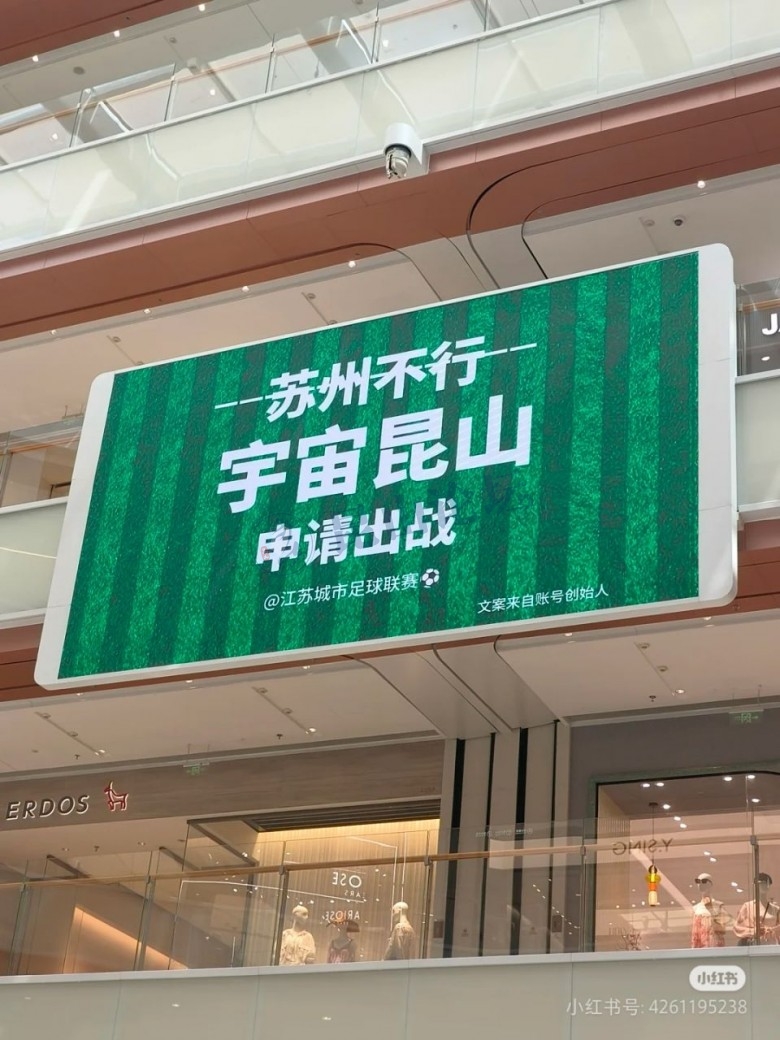 ——苏州不行——
宇宙昆山
申请出战
@江苏城市足球联赛⚽
文案来自账号创始人
ERDOS
Y.SING
小红书
小红书号: 4261195238